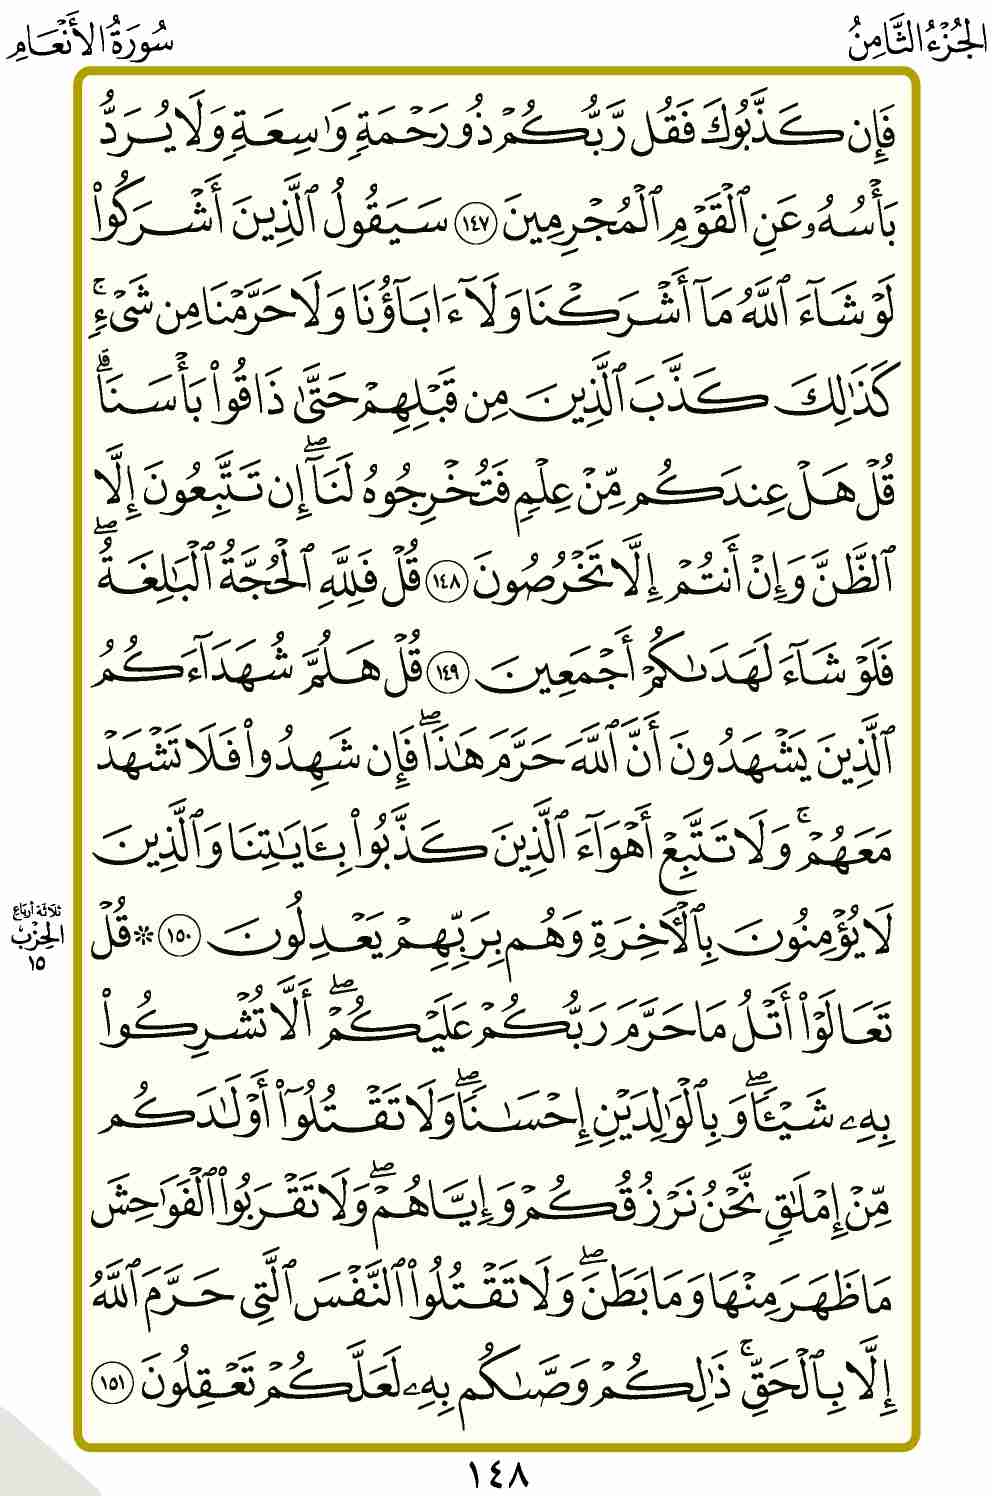 الجُزْءُ الثَّامِنُ
سُورَةُ الأَنْعَامِ
فَإِن كَذَّبُوكَ فَقُل رَّبُّكُمْ ذُو رَحْمَةٍ وَٰسِعَةٍ وَلَا يُرَدُّ
بَأْسُهُۥ عَنِ ٱلْقَوْمِ ٱلْمُجْرِمِينَ ١٤٧ سَيَقُولُ ٱلَّذِينَ أَشْرَكُوا۟
لَوْ شَآءَ ٱللَّهُ مَآ أَشْرَكْنَا وَلَآ ءَابَآؤُنَا وَلَا حَرَّمْنَا مِن شَىْءٍ ۚ
كَذَٰلِكَ كَذَّبَ ٱلَّذِينَ مِن قَبْلِهِمْ حَتَّىٰ ذَاقُوا۟ بَأْسَنَا ۗ
قُلْ هَلْ عِندَكُم مِّنْ عِلْمٍ فَتُخْرِجُوهُ لَنَآ ۖ إِن تَتَّبِعُونَ إِلَّا
ٱلظَّنَّ وَإِنْ أَنتُمْ إِلَّا تَخْرُصُونَ ١٤٨ قُلْ فَلِلَّهِ ٱلْحُجَّةُ ٱلْبَٰلِغَةُ ۖ
فَلَوْ شَآءَ لَهَدَىٰكُمْ أَجْمَعِينَ ١٤٩ قُلْ هَلُمَّ شُهَدَآءَكُمُ
ٱلَّذِينَ يَشْهَدُونَ أَنَّ ٱللَّهَ حَرَّمَ هَٰذَا ۖ فَإِن شَهِدُوا۟ فَلَا تَشْهَدْ
مَعَهُمْ ۚ وَلَا تَتَّبِعْ أَهْوَآءَ ٱلَّذِينَ كَذَّبُوا۟ بِـَٔايَٰتِنَا وَٱلَّذِينَ
لَا يُؤْمِنُونَ بِٱلْـَٔاخِرَةِ وَهُم بِرَبِّهِمْ يَعْدِلُونَ ١٥٠ * قُلْ
تَعَالَوْا۟ أَتْلُ مَا حَرَّمَ رَبُّكُمْ عَلَيْكُمْ ۖ أَلَّا تُشْرِكُوا۟
بِهِۦ شَيْـًٔا ۖ وَبِٱلْوَٰلِدَيْنِ إِحْسَٰنًا ۖ وَلَا تَقْتُلُوٓا۟ أَوْلَٰدَكُم
مِّنْ إِمْلَٰقٍ ۖ نَّحْنُ نَرْزُقُكُمْ وَإِيَّاهُمْ ۖ وَلَا تَقْرَبُوا۟ ٱلْفَوَٰحِشَ
مَا ظَهَرَ مِنْهَا وَمَا بَطَنَ ۖ وَلَا تَقْتُلُوا۟ ٱلنَّفْسَ ٱلَّتِى حَرَّمَ ٱللَّهُ
إِلَّا بِٱلْحَقِّ ۚ ذَٰلِكُمْ وَصَّىٰكُم بِهِۦ لَعَلَّكُمْ تَعْقِلُونَ ١٥١
ثلاثة أرباع
الحِزْب
١٥
١٤٨